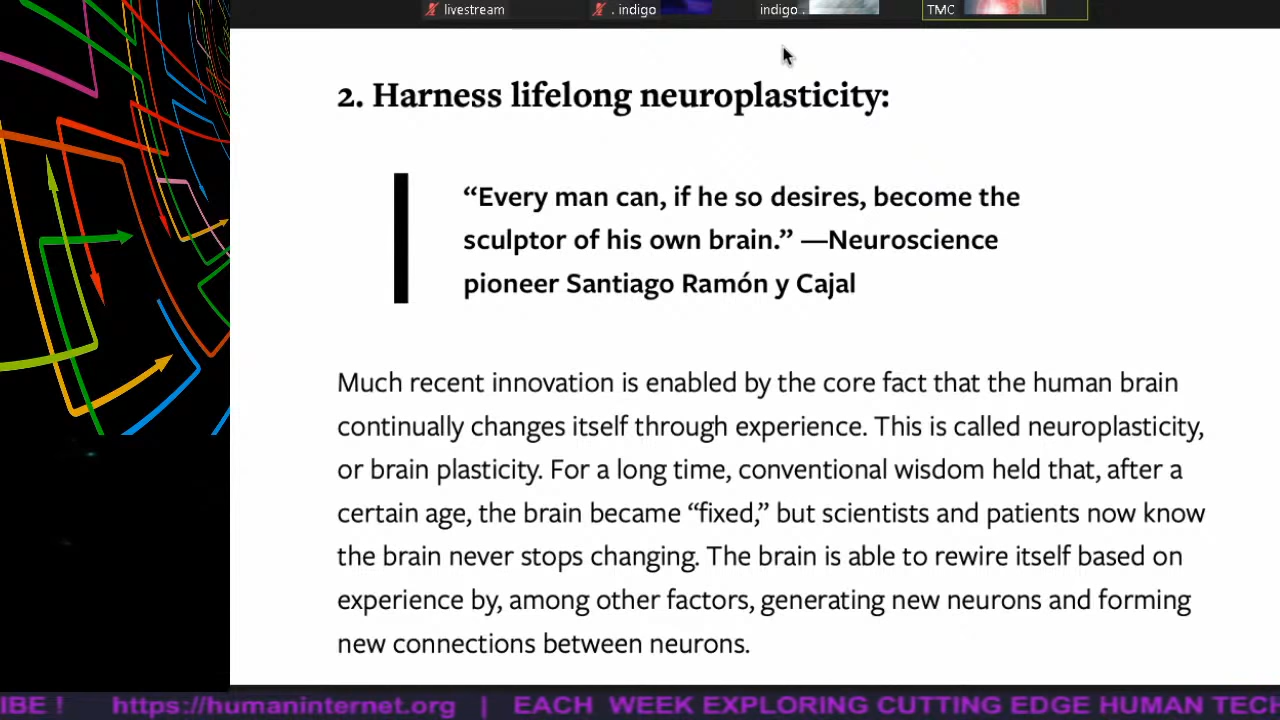 livestream
. indigo
indigo .
TMC
2. Harness lifelong neuroplasticity:
“Every man can, if he so desires, become the
sculptor of his own brain.” —Neuroscience
pioneer Santiago Ramón y Cajal
Much recent innovation is enabled by the core fact that the human brain
continually changes itself through experience. This is called neuroplasticity,
or brain plasticity. For a long time, conventional wisdom held that, after a
certain age, the brain became “fixed,” but scientists and patients now know
the brain never stops changing. The brain is able to rewire itself based on
experience by, among other factors, generating new neurons and forming
new connections between neurons.
IBE ! https://humaninternet.org | EACH WEEK EXPLORING CUTTING EDGE HUMAN TECH